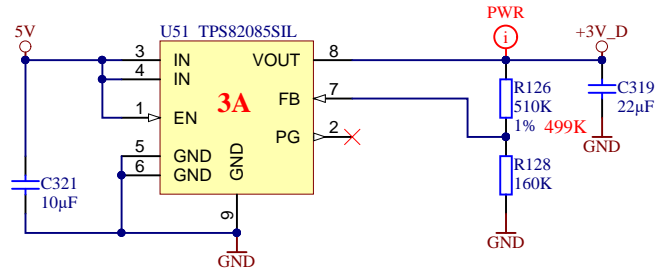 PWR
5V
U51 TPS82085SIL
+3V_D
i
3 IN
VOUT 8
4 IN
R126
C319
3A
FB 7
510K
22µF
1 EN
1% 499K
PG 2
GND
5 GND
6 GND
GND
R128
C321
160K
10µF
9
GND
GND